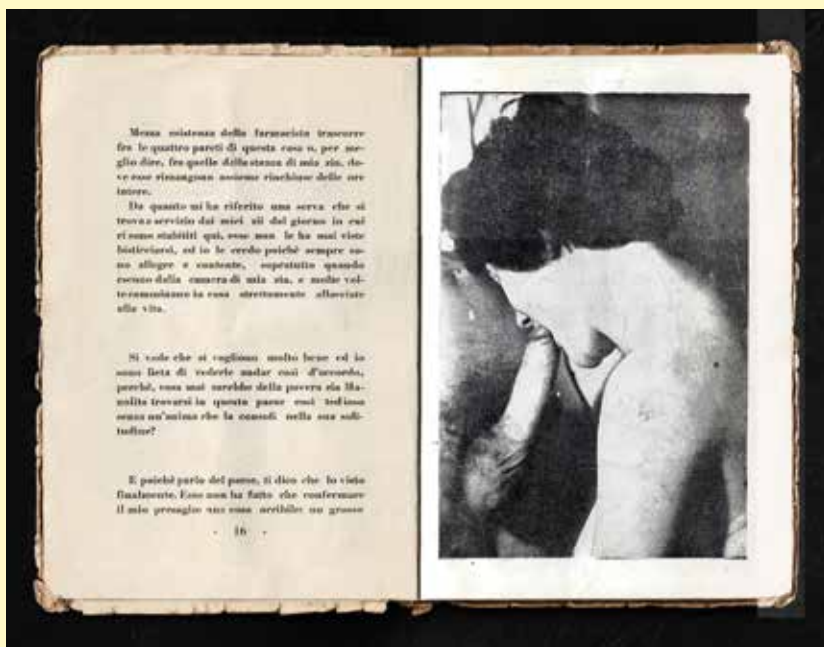 Messa esistenza della farmacista trascorre
fra le quattro pareti di questa casa o, per me-
glio dire, fra quelle della stanza di mia zia, do-
ve esse rimangono assieme rinchiuse delle ore
intere.
Da quanto mi ha riferito una serva che si
trova a servizio dai miei zii dal giorno in cui
si sono stabiliti qui, esse non le ha mai viste
bisticciarsi, ed io le credo poichè sempre so-
no allegre e contente, sopratutto quando
escono dalla camera di mia zia, e molte vol-
te camminano in casa strettamente allacciate
alla vita.
Si vede che si vogliono molto bene ed io
sono lieta di vederle andar così d'accordo,
perchè, cosa mai sarebbe della povera zia Ma-
nolita trovarsi in questo paese così tedioso
senza un'anima che la consoli nella sua soli-
tudine?
E poichè parlo del paese, ti dico che lo visto
finalmente. Esso non ha fatto che confermare
il mio presagio: una cosa orribile: un grosso
- 16 -